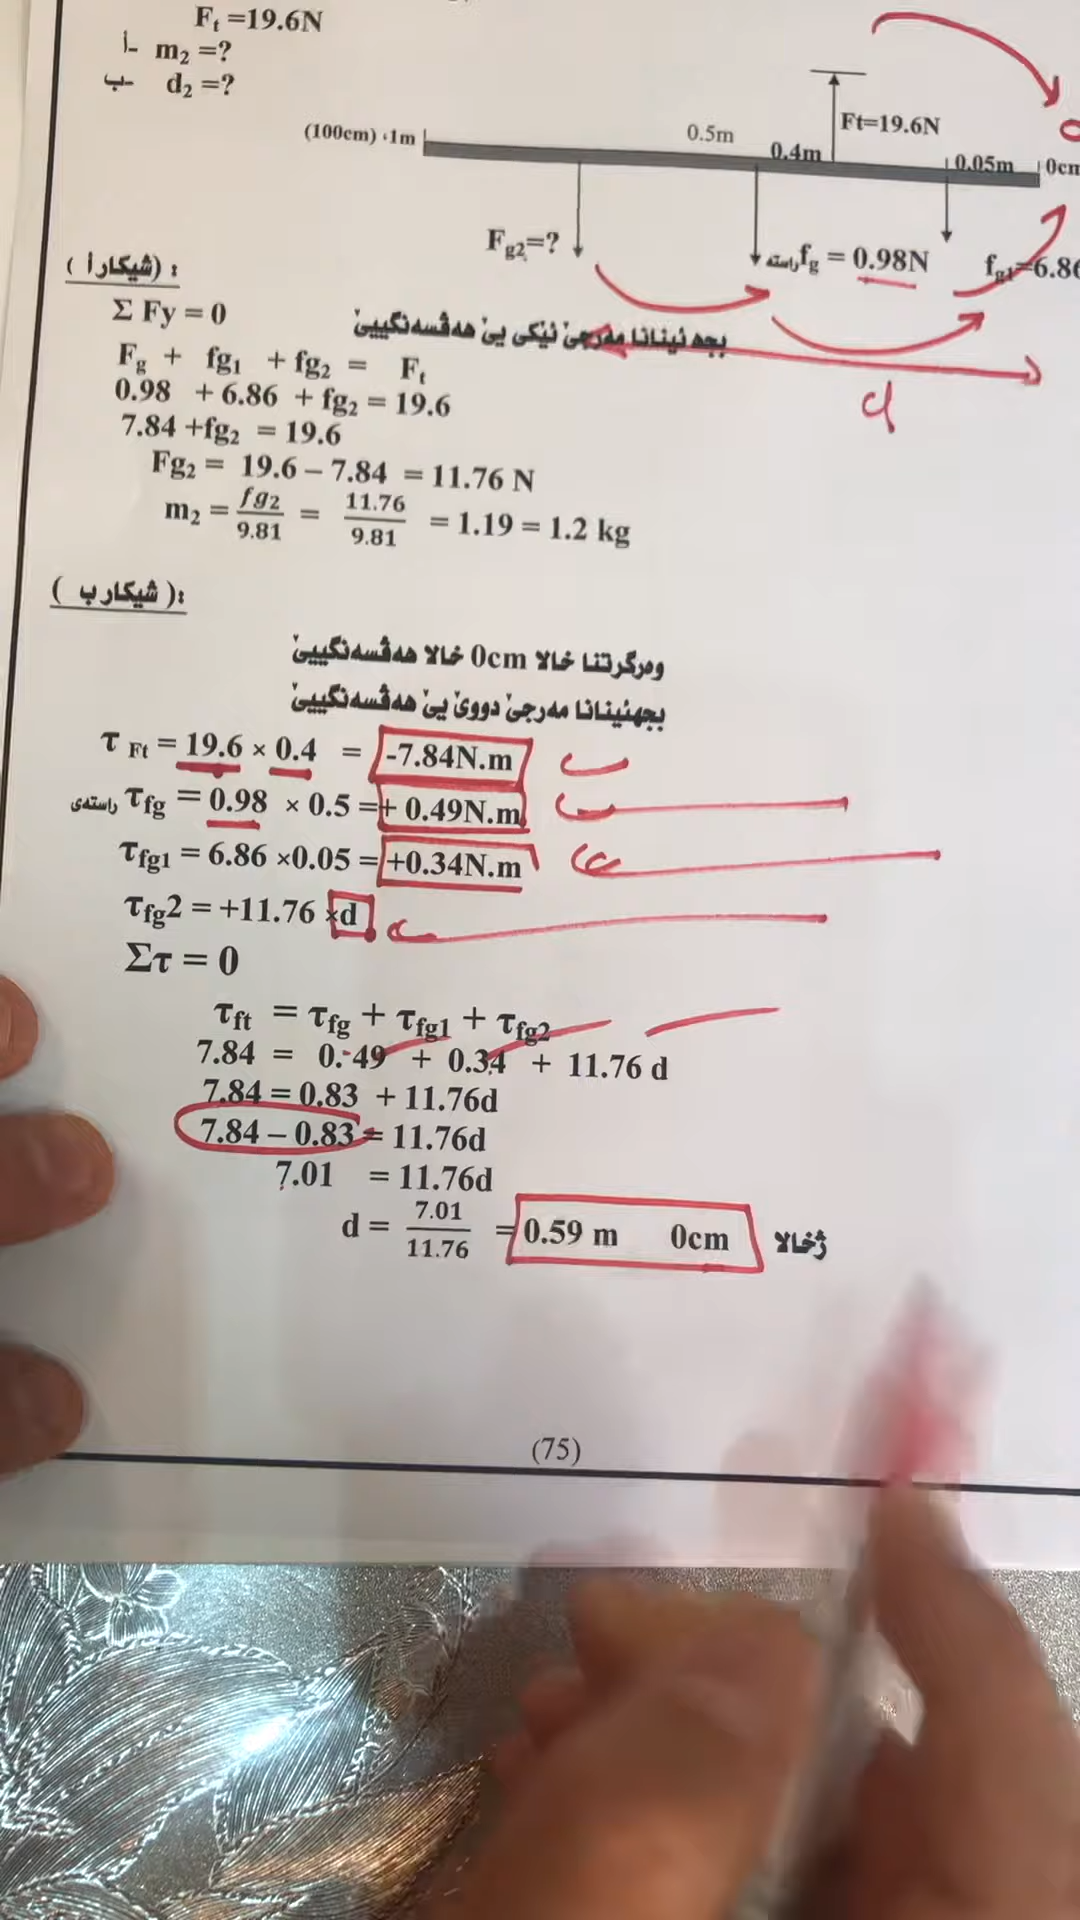 Fₜ =19.6N
أ- m₂ =?
ب- d₂ =?
(100cm) ،1m
0.5m
0.4m
Ft=19.6N
0.05m
0cm
Fg₂=?
راسته fg = 0.98N
fg₁=6.86
d
(شیکار أ ) :
Σ Fy = 0
بجهئینانا مەرجێ ئێکێ یێ هەڤسەنگییێ
Fg + fg₁ + fg₂ = Fₜ
0.98 + 6.86 + fg₂ = 19.6
7.84 +fg₂ = 19.6
Fg₂ = 19.6 – 7.84 = 11.76 N
m₂ = fg2/9.81 = 11.76/9.81 = 1.19 = 1.2 kg
( شیکار ب ):
وەرگرتنا خالا 0cm خالا هەڤسەنگییێ
بجهئینانا مەرجێ دووێ یێ هەڤسەنگییێ
τ Ft = 19.6 × 0.4 = -7.84N.m
راستەی τfg = 0.98 × 0.5 =+ 0.49N.m
τfg1 = 6.86 ×0.05 = +0.34N.m
τfg2 = +11.76 ×d
Στ = 0
τft = τfg + τfg1 + τfg2
7.84 = 0.49 + 0.34 + 11.76 d
7.84 = 0.83 + 11.76d
7.84 – 0.83 = 11.76d
7.01 = 11.76d
d = 7.01/11.76 = 0.59 m 0cm ژخالا
(75)